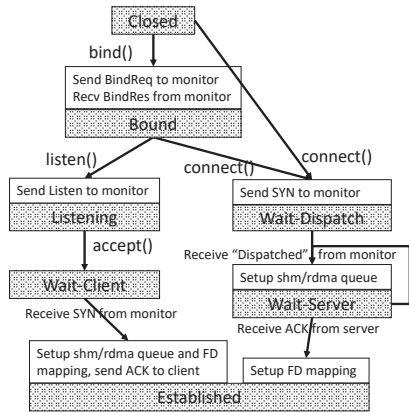 Closed
bind()
Send BindReq to monitor
Recv BindRes from monitor
Bound
listen()
connect()
connect()
Send Listen to monitor
Listening
Send SYN to monitor
Wait-Dispatch
accept()
Receive "Dispatched" from monitor
Wait-Client
Setup shm/rdma queue
Wait-Server
Receive SYN from monitor
Receive ACK from server
Setup shm/rdma queue and FD
mapping, send ACK to client
Setup FD mapping
Established